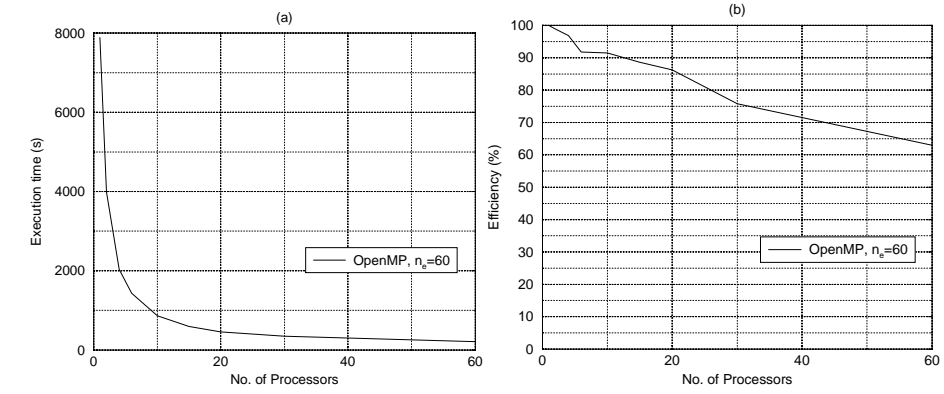 (a)
8000
6000
4000
2000
0
0 20 40 60
Execution time (s)
No. of Processors
OpenMP, nₑ=60
(b)
100
90
80
70
60
50
40
30
20
10
0
0 20 40 60
Efficiency (%)
No. of Processors
OpenMP, nₑ=60